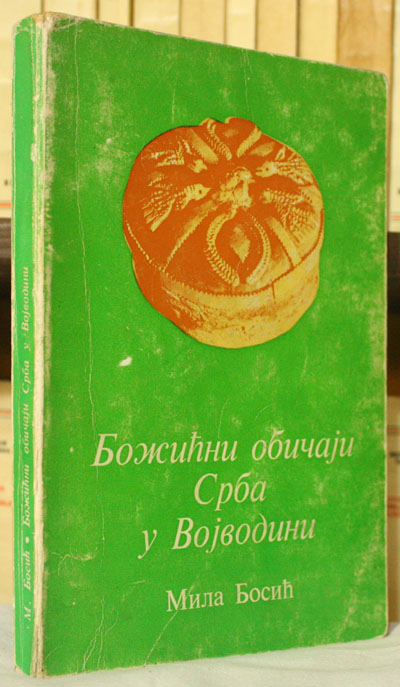 Божићни обичаји
Срба
у Војводини
Мила Босић
М. Босић • Божићни обичаји Срба у Војводини